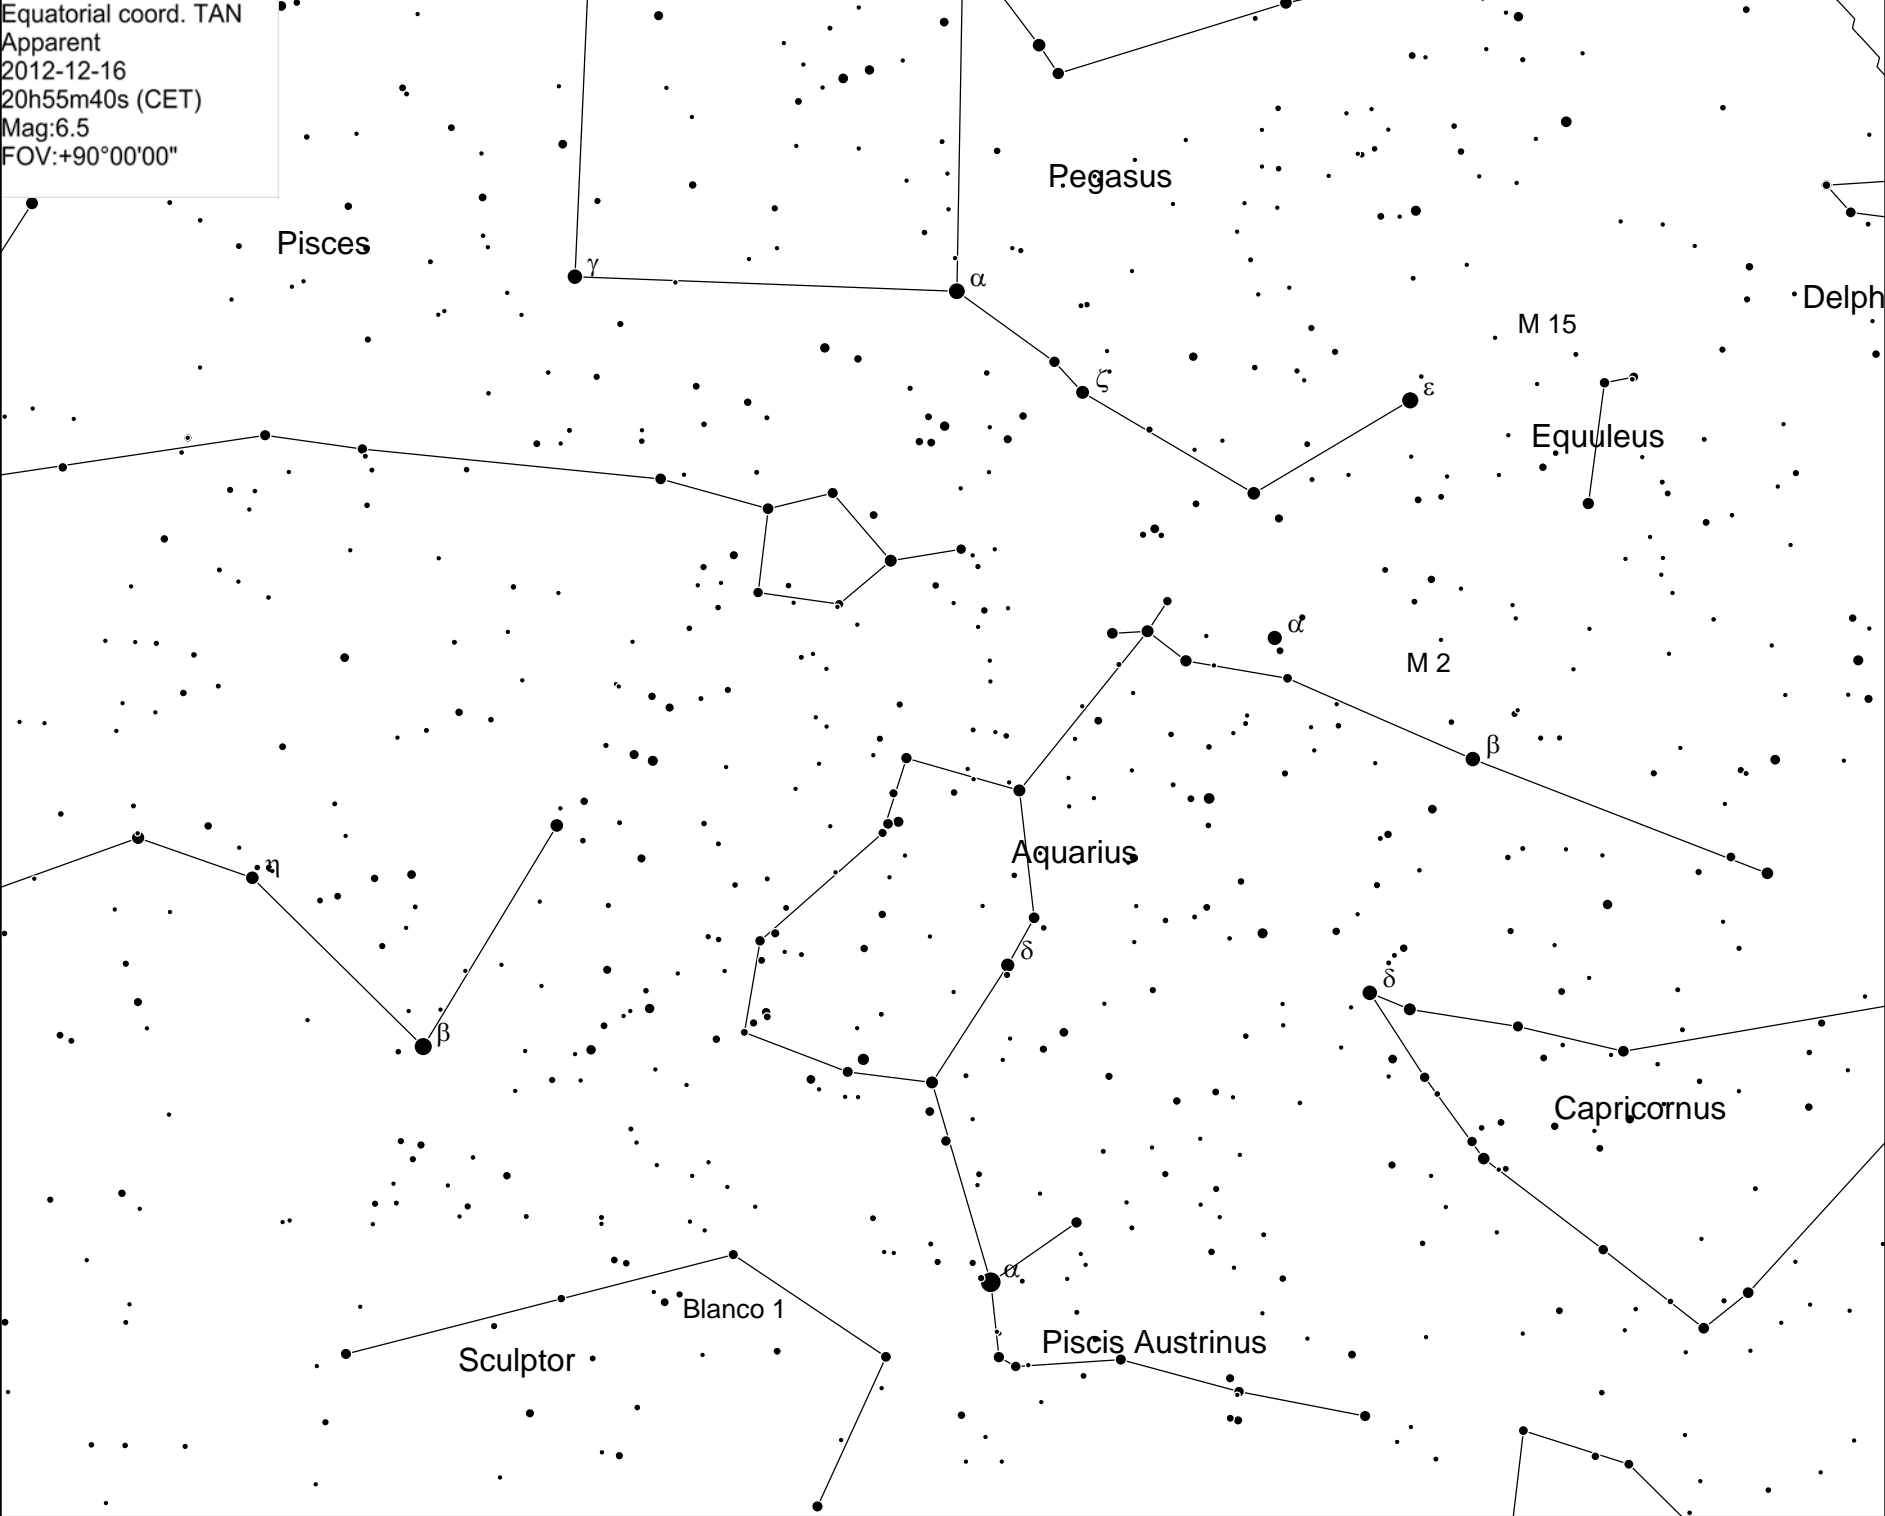 Equatorial coord. TAN
Apparent
2012-12-16
20h55m40s (CET)
Mag:6.5
FOV:+90°00'00"
Pegasus
Pisces
γ
α
Delph
M 15
ζ
ε
Equuleus
α
M 2
β
Aquarius
η
δ
δ
β
Capricornus
α
Blanco 1
Piscis Austrinus
Sculptor